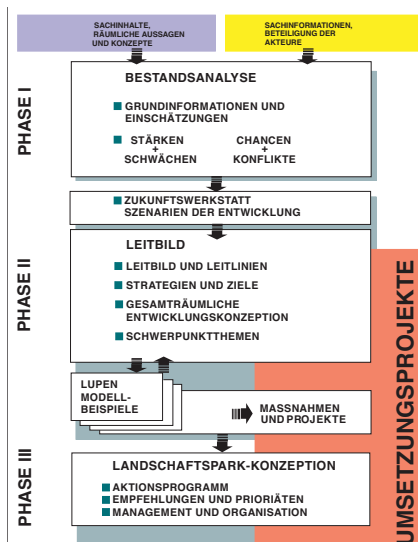 SACHINHALTE,
RÄUMLICHE AUSSAGEN
UND KONZEPTE
SACHINFORMATIONEN,
BETEILIGUNG DER
AKTEURE
PHASE I
BESTANDSANALYSE
GRUNDINFORMATIONEN UND
EINSCHÄTZUNGEN
STÄRKEN
+
SCHWÄCHEN
CHANCEN
+
KONFLIKTE
ZUKUNFTSWERKSTATT
SZENARIEN DER ENTWICKLUNG
PHASE II
LEITBILD
LEITBILD UND LEITLINIEN
STRATEGIEN UND ZIELE
GESAMTRÄUMLICHE
ENTWICKLUNGSKONZEPTION
SCHWERPUNKTTHEMEN
LUPEN
MODELL-
BEISPIELE
MASSNAHMEN
UND PROJEKTE
PHASE III
LANDSCHAFTSPARK-KONZEPTION
AKTIONSPROGRAMM
EMPFEHLUNGEN UND PRIORIÄTEN
MANAGEMENT UND ORGANISATION
UMSETZUNGSPROJEKTE